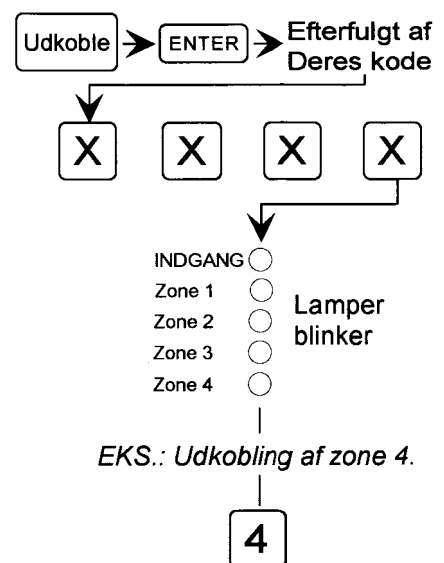 Udkoble ENTER Efterfulgt af
Deres kode
X X X X
INDGANG
Zone 1
Zone 2
Zone 3
Zone 4
Lamper
blinker
EKS.: Udkobling af zone 4.
4